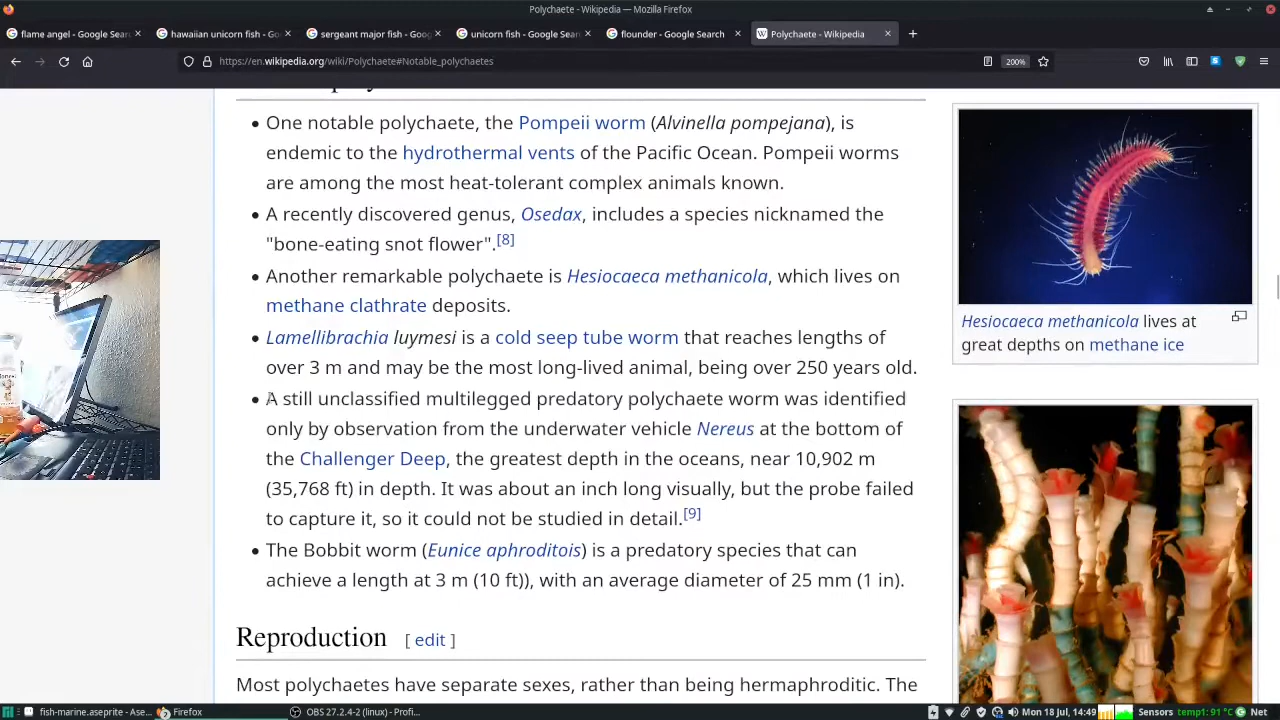 Polychaete - Wikipedia — Mozilla Firefox
flame angel - Google Sear
hawaiian unicorn fish - Go
sergeant major fish - Goo
unicorn fish - Google Sea
flounder - Google Search
W Polychaete - Wikipedia
https://en.wikipedia.org/wiki/Polychaete#Notable_polychaetes
200%
One notable polychaete, the Pompeii worm (Alvinella pompejana), is
endemic to the hydrothermal vents of the Pacific Ocean. Pompeii worms
are among the most heat-tolerant complex animals known.
A recently discovered genus, Osedax, includes a species nicknamed the
"bone-eating snot flower".[8]
Another remarkable polychaete is Hesiocaeca methanicola, which lives on
methane clathrate deposits.
Lamellibrachia luymesi is a cold seep tube worm that reaches lengths of
over 3 m and may be the most long-lived animal, being over 250 years old.
A still unclassified multilegged predatory polychaete worm was identified
only by observation from the underwater vehicle Nereus at the bottom of
the Challenger Deep, the greatest depth in the oceans, near 10,902 m
(35,768 ft) in depth. It was about an inch long visually, but the probe failed
to capture it, so it could not be studied in detail.[9]
The Bobbit worm (Eunice aphroditois) is a predatory species that can
achieve a length at 3 m (10 ft)), with an average diameter of 25 mm (1 in).
Reproduction [ edit ]
Most polychaetes have separate sexes, rather than being hermaphroditic. The
Hesiocaeca methanicola lives at
great depths on methane ice
fish-marine.aseprite - Ase...
Firefox
OBS 27.2.4-2 (linux) - Profi...
Mon 18 Jul, 14:49
Sensors temp1: 91 °C
Net